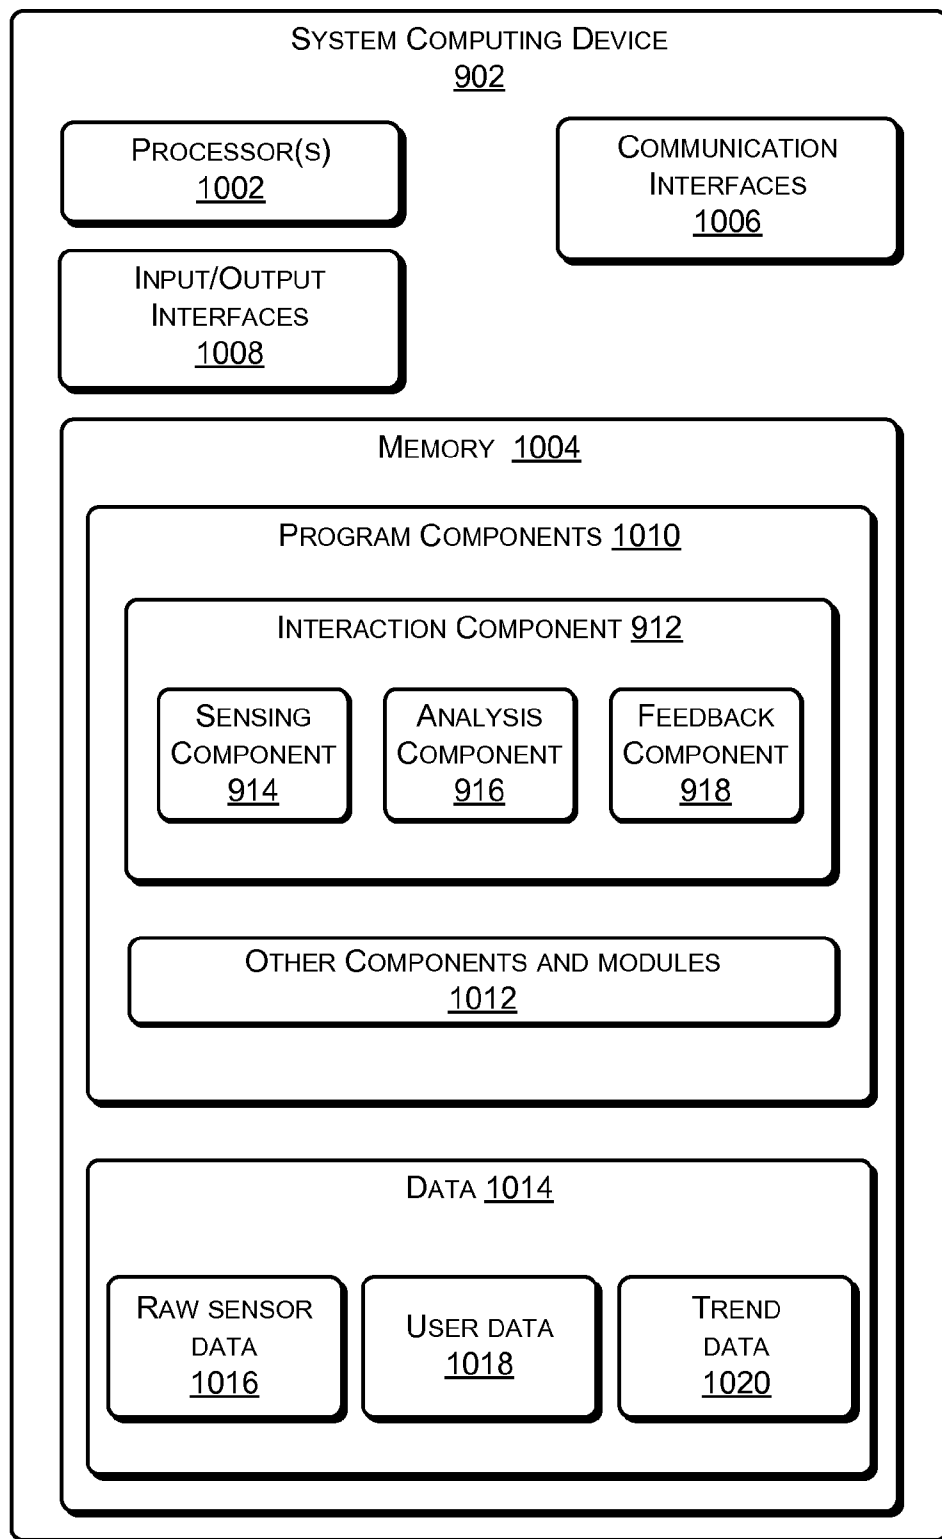 SYSTEM COMPUTING DEVICE
902
PROCESSOR(S)
1002
COMMUNICATION
INTERFACES
1006
INPUT/OUTPUT
INTERFACES
1008
MEMORY 1004
PROGRAM COMPONENTS 1010
INTERACTION COMPONENT 912
SENSING
COMPONENT
914
ANALYSIS
COMPONENT
916
FEEDBACK
COMPONENT
918
OTHER COMPONENTS AND MODULES
1012
DATA 1014
RAW SENSOR
DATA
1016
USER DATA
1018
TREND
DATA
1020